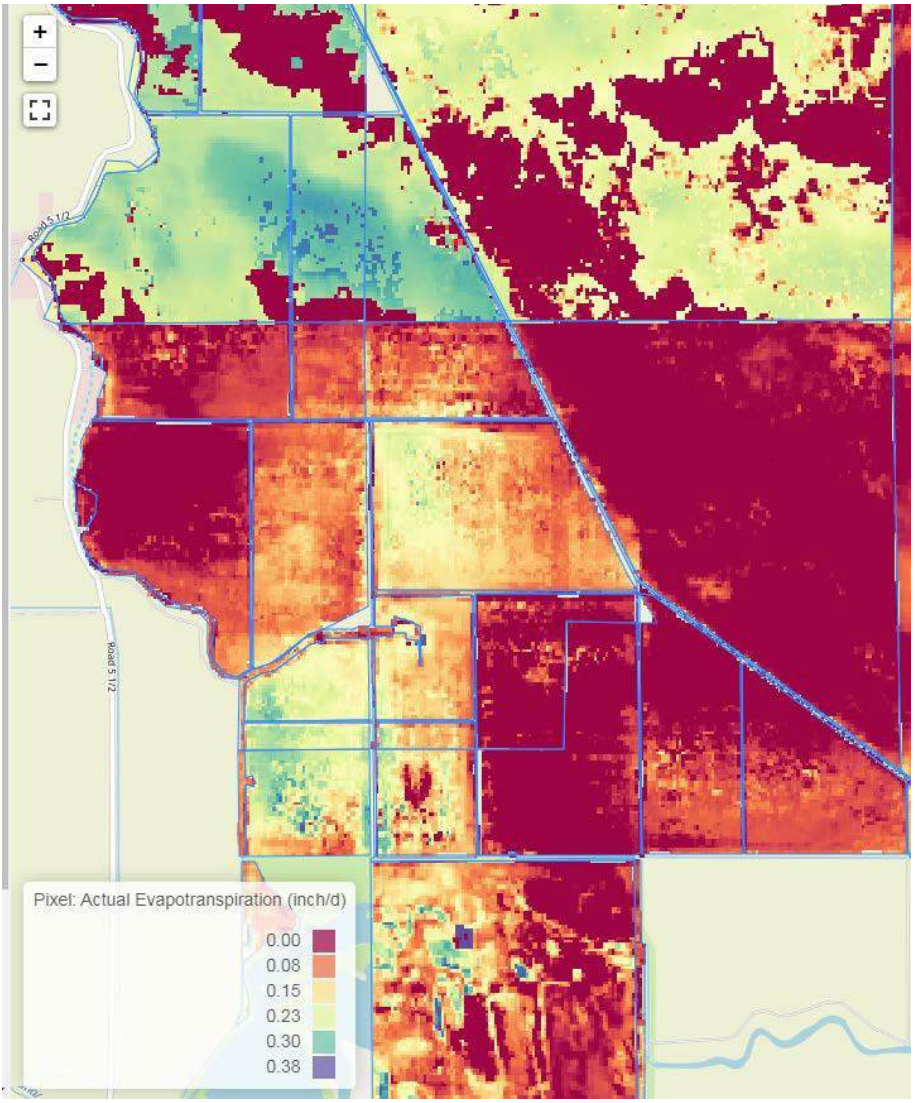 +
−
Road 5 1/2
Road 5 1/2
Pixel: Actual Evapotranspiration (inch/d)
0.00
0.08
0.15
0.23
0.30
0.38